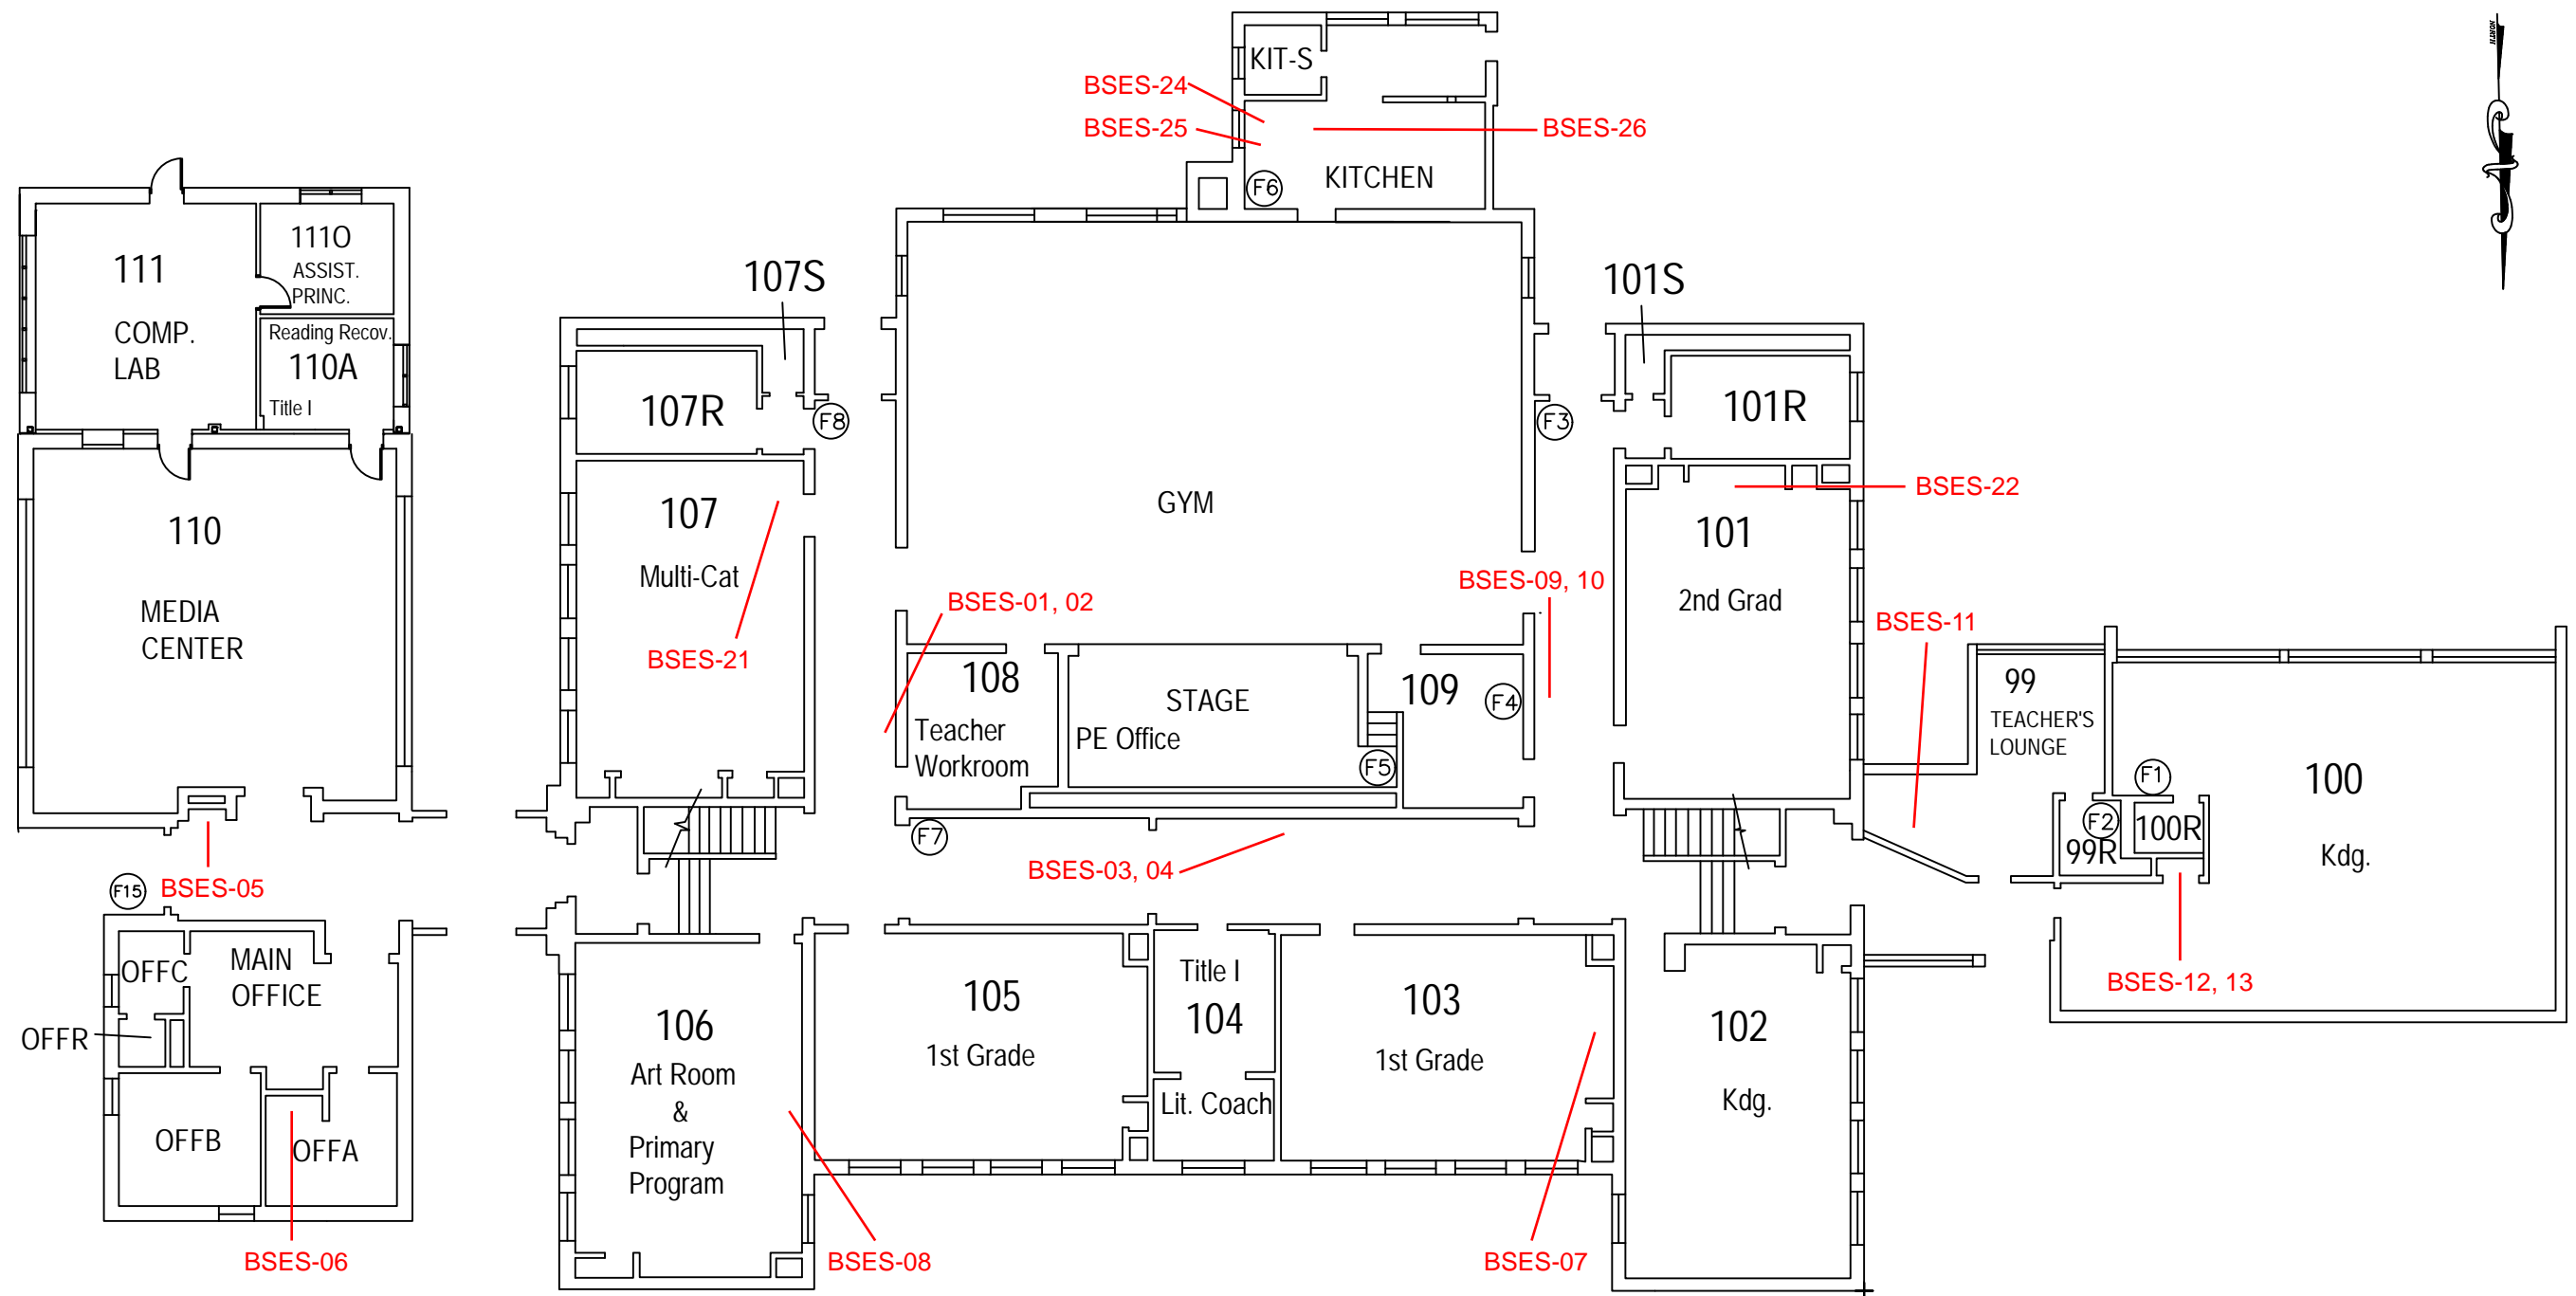 NORTH
KIT-S
BSES-24
BSES-25
BSES-26
KITCHEN
F6
111
COMP.
LAB
111O
ASSIST.
PRINC.
Reading Recov.
110A
Title I
107S
101S
107R
F8
F3
101R
110
MEDIA
CENTER
107
Multi-Cat
BSES-21
GYM
BSES-22
101
2nd Grad
BSES-09, 10
BSES-01, 02
BSES-11
108
Teacher
Workroom
STAGE
PE Office
109
F4
F5
99
TEACHER'S
LOUNGE
F1
100
Kdg.
F2
100R
99R
F7
BSES-03, 04
F15
BSES-05
OFFC
MAIN
OFFICE
OFFR
OFFB
OFFA
BSES-06
106
Art Room
&
Primary
Program
BSES-08
105
1st Grade
Title I
104
Lit. Coach
103
1st Grade
BSES-07
102
Kdg.
BSES-12, 13